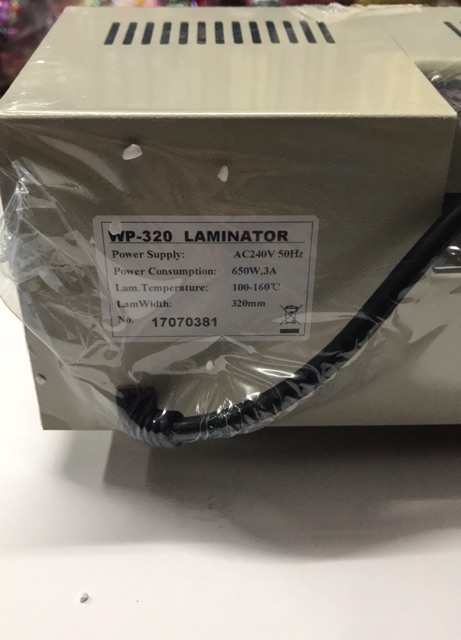 WP-320 LAMINATOR
Power Supply: AC240V 50Hz
Power Consumption: 650W,3A
Lam.Temperature: 100-160℃
LamWidth: 320mm
No. 17070381